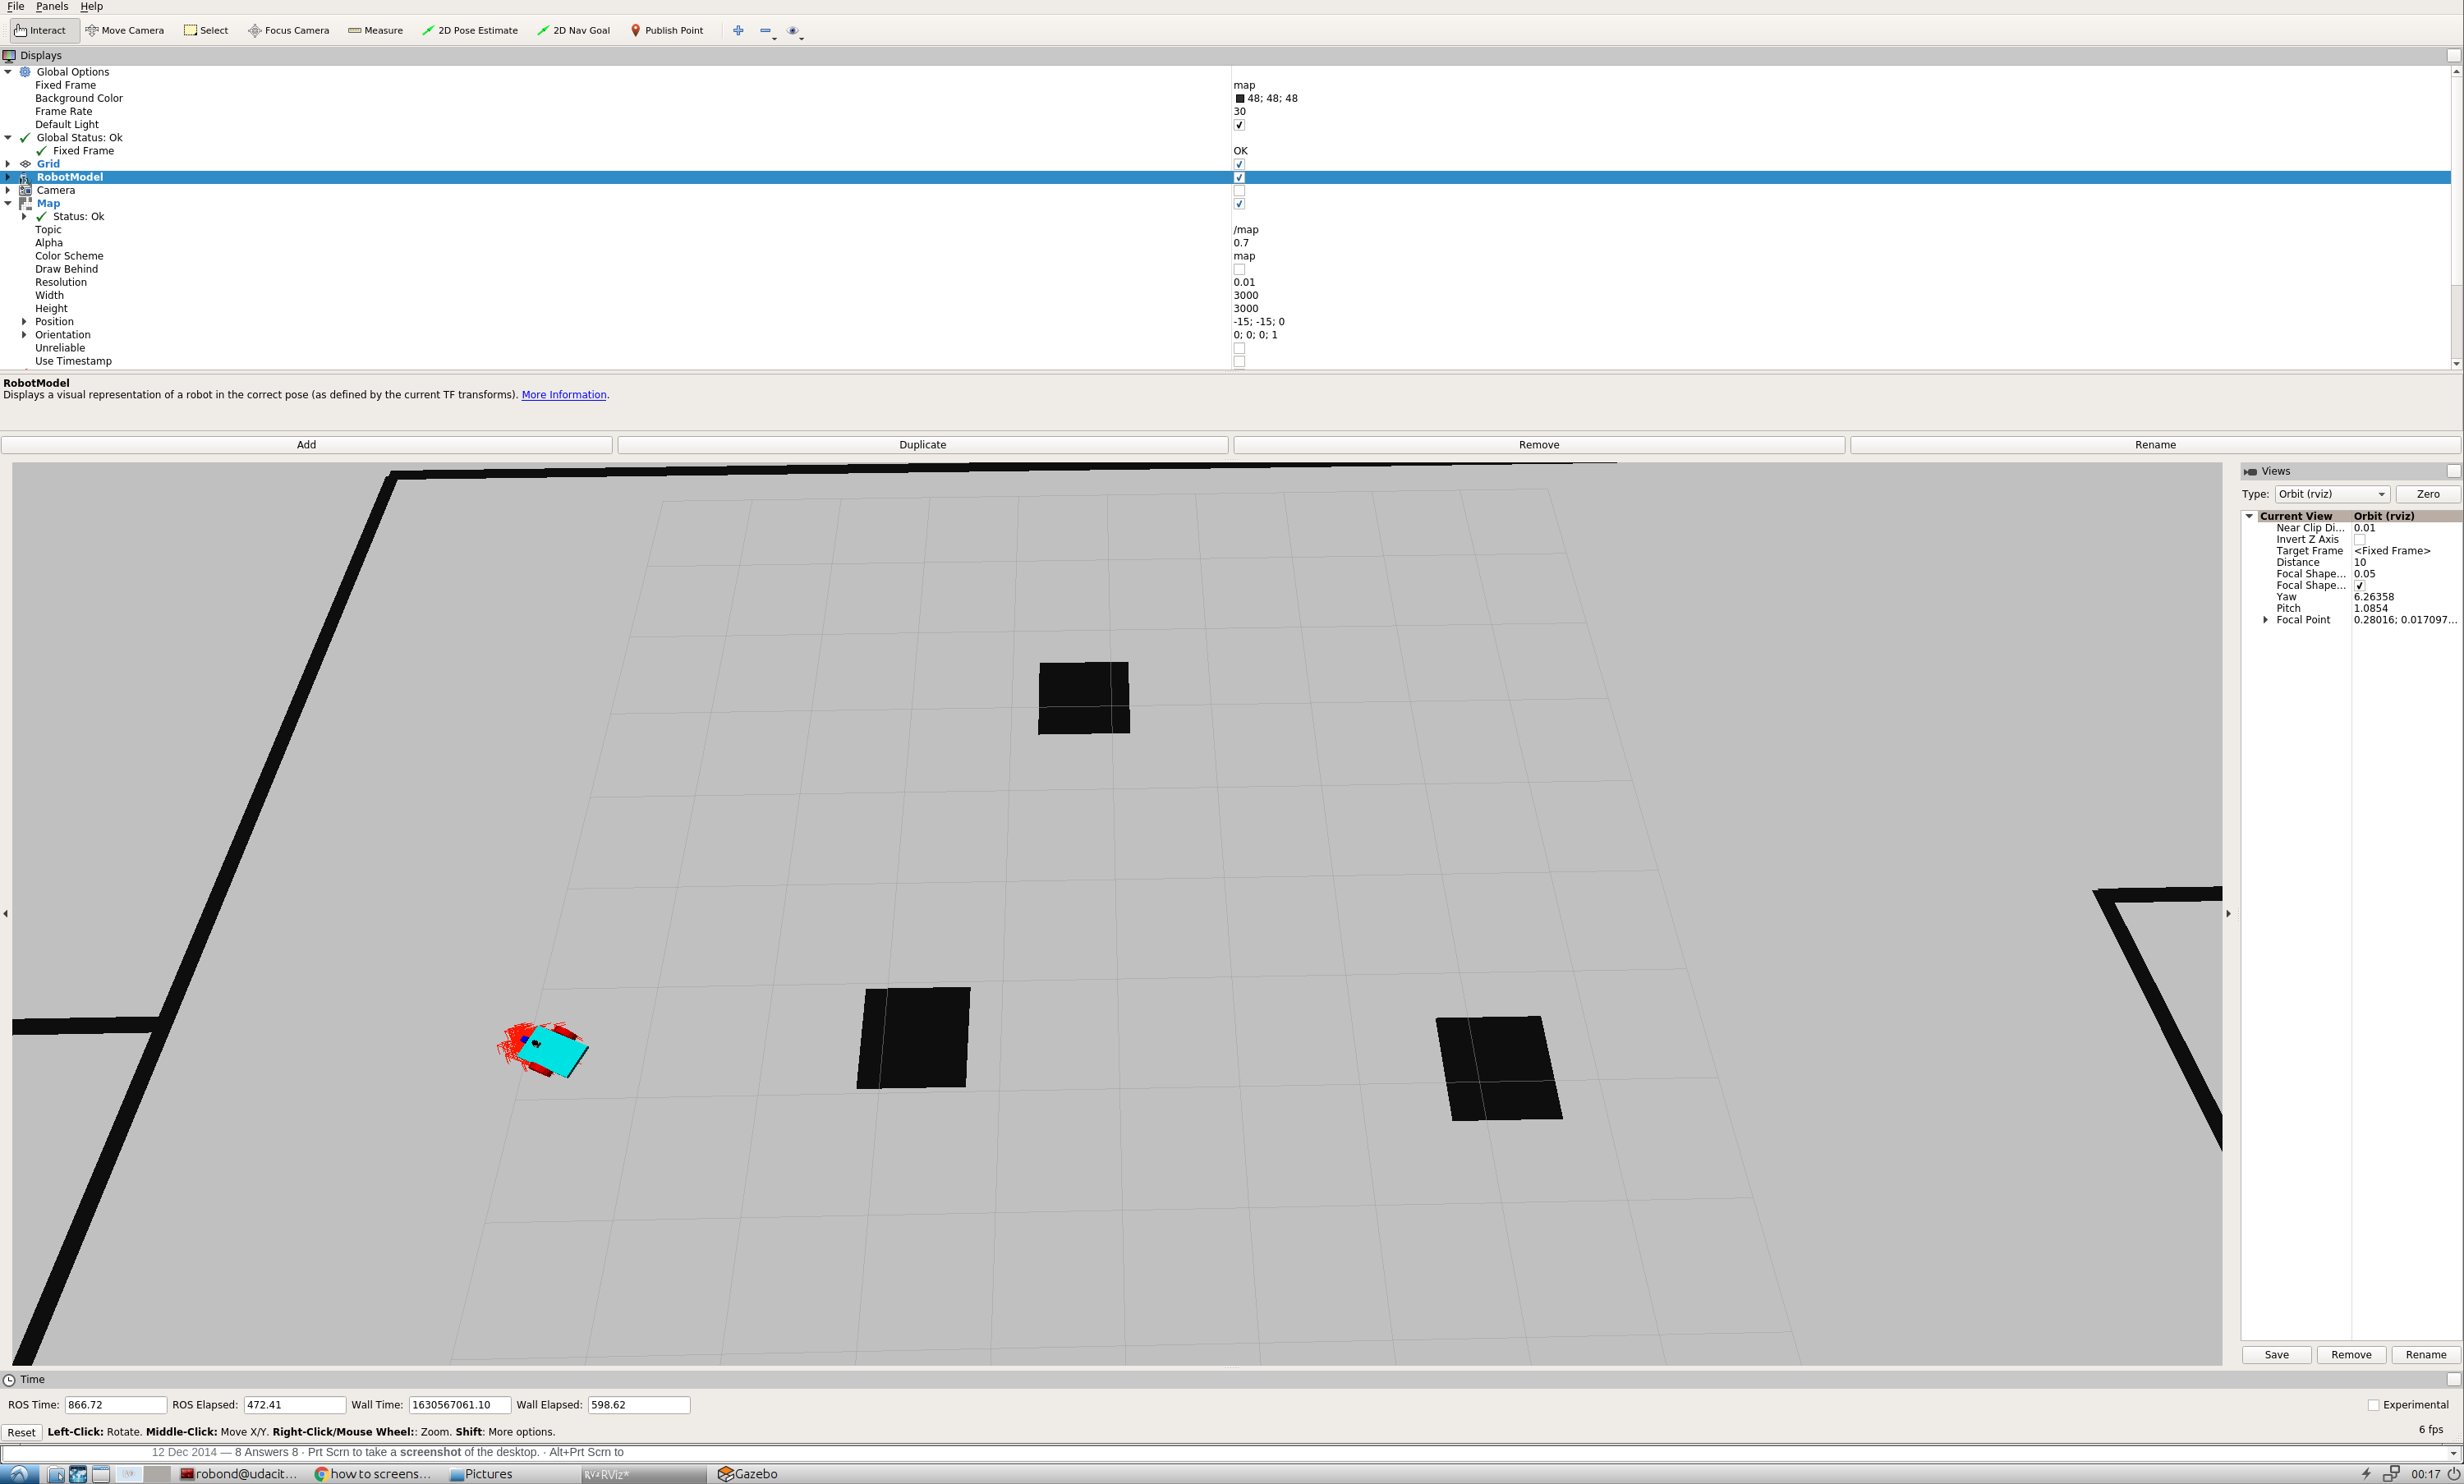 File Panels Help
Interact Move Camera Select Focus Camera Measure 2D Pose Estimate 2D Nav Goal Publish Point
Displays
Global Options
Fixed Frame map
Background Color 48; 48; 48
Frame Rate 30
Default Light
Global Status: Ok
Fixed Frame OK
Grid
RobotModel
Camera
Map
Status: Ok
Topic /map
Alpha 0.7
Color Scheme map
Draw Behind
Resolution 0.01
Width 3000
Height 3000
Position -15; -15; 0
Orientation 0; 0; 0; 1
Unreliable
Use Timestamp
RobotModel
Displays a visual representation of a robot in the correct pose (as defined by the current TF transforms). More Information.
Add Duplicate Remove Rename
Views
Type: Orbit (rviz) Zero
Current View Orbit (rviz)
Near Clip Di... 0.01
Invert Z Axis
Target Frame <Fixed Frame>
Distance 10
Focal Shape... 0.05
Focal Shape...
Yaw 6.26358
Pitch 1.0854
Focal Point 0.28016; 0.017097...
Save Remove Rename
Time
ROS Time: 866.72 ROS Elapsed: 472.41 Wall Time: 1630567061.10 Wall Elapsed: 598.62 Experimental
Reset Left-Click: Rotate. Middle-Click: Move X/Y. Right-Click/Mouse Wheel:: Zoom. Shift: More options. 6 fps
12 Dec 2014 — 8 Answers 8 · Prt Scrn to take a screenshot of the desktop. · Alt+Prt Scrn to
robond@udacit... how to screens... Pictures RViz* Gazebo 00:17